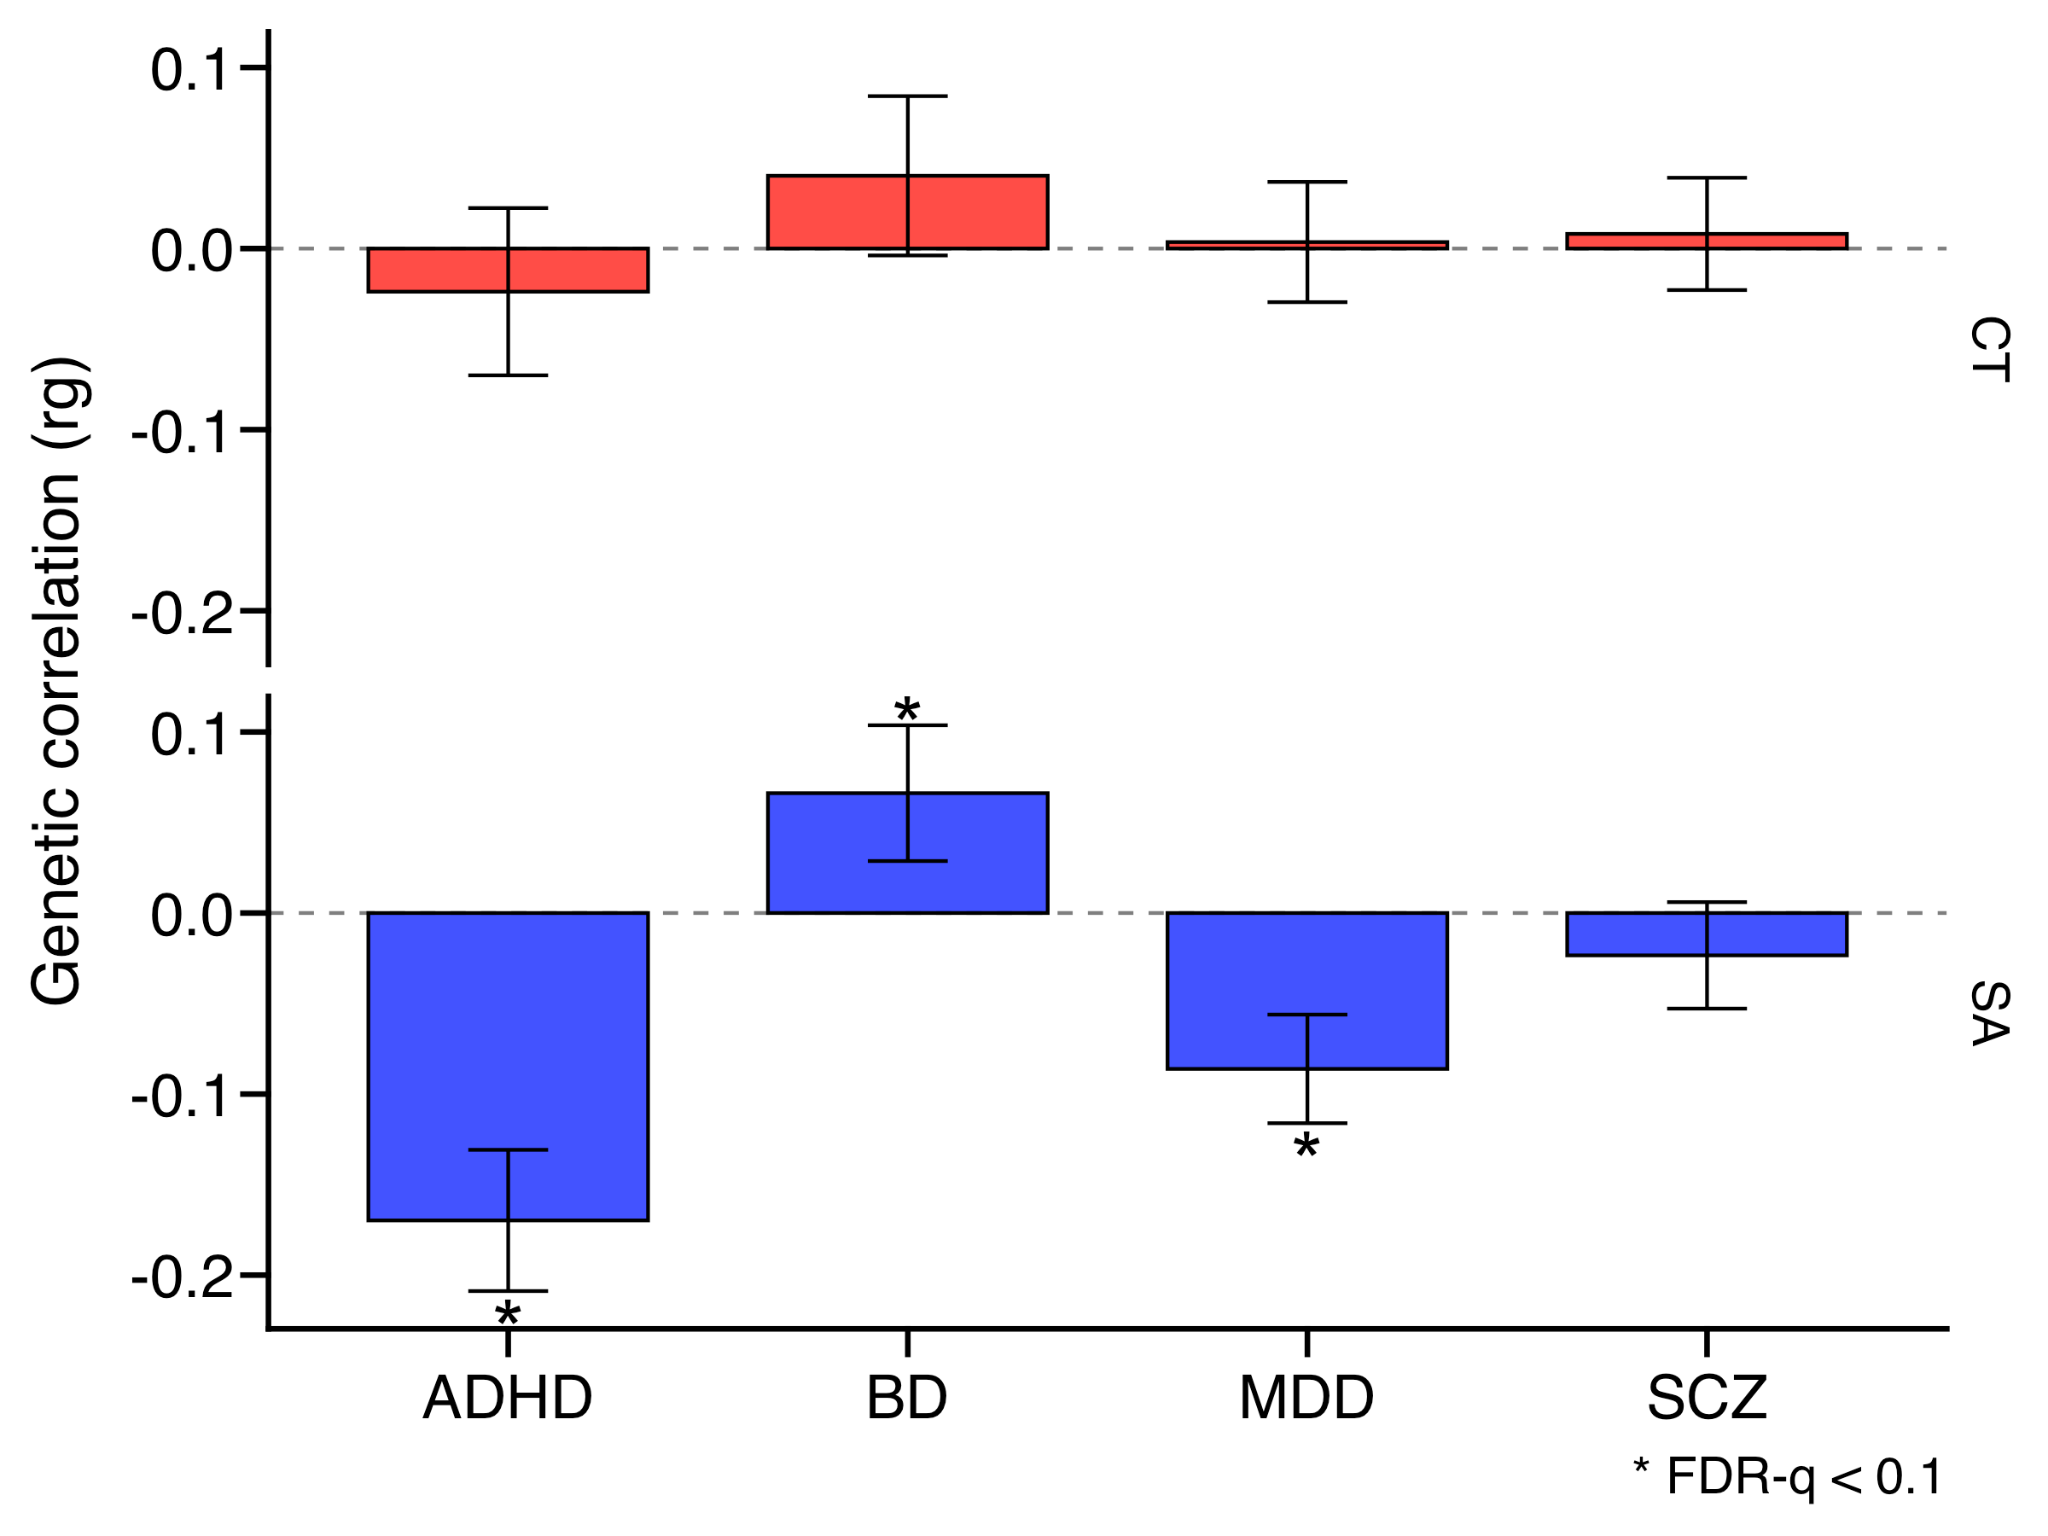 Genetic correlation (rg)
0.1
0.0
-0.1
-0.2
CT
*
0.1
0.0
-0.1
-0.2
*
*
SA
ADHD BD MDD SCZ
* FDR-q < 0.1